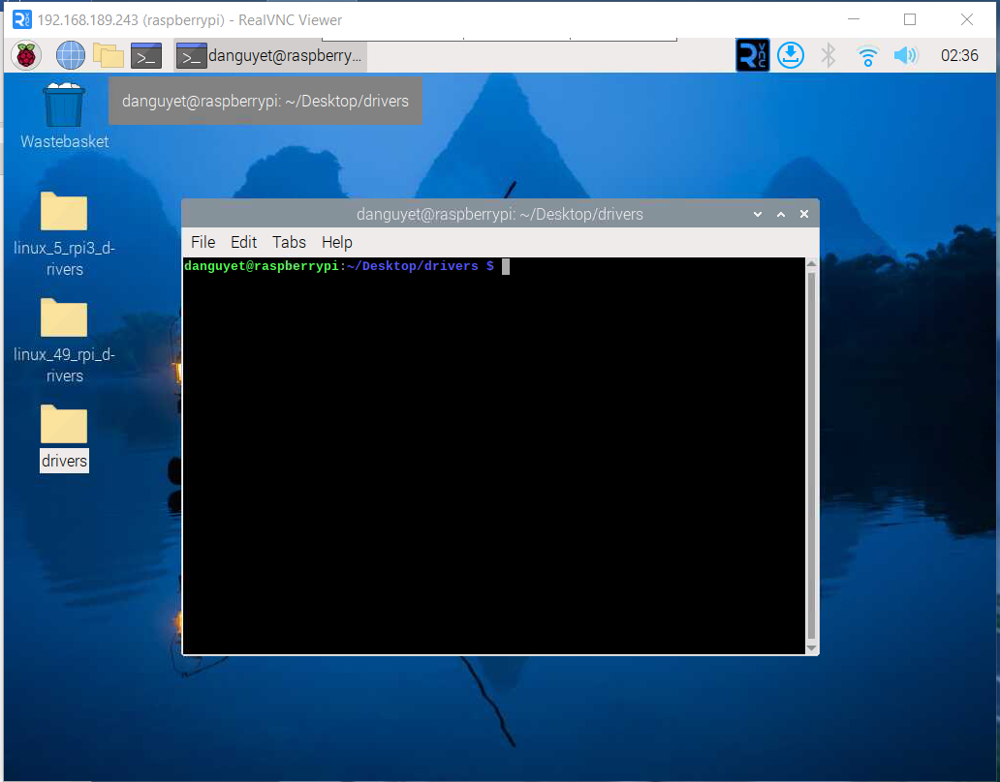 192.168.189.243 (raspberrypi) - RealVNC Viewer
danguyet@raspberry...
02:36
danguyet@raspberrypi: ~/Desktop/drivers
Wastebasket
linux_5_rpi3_d-
rivers
linux_49_rpi_d-
rivers
drivers
danguyet@raspberrypi: ~/Desktop/drivers
File Edit Tabs Help
danguyet@raspberrypi:~/Desktop/drivers $